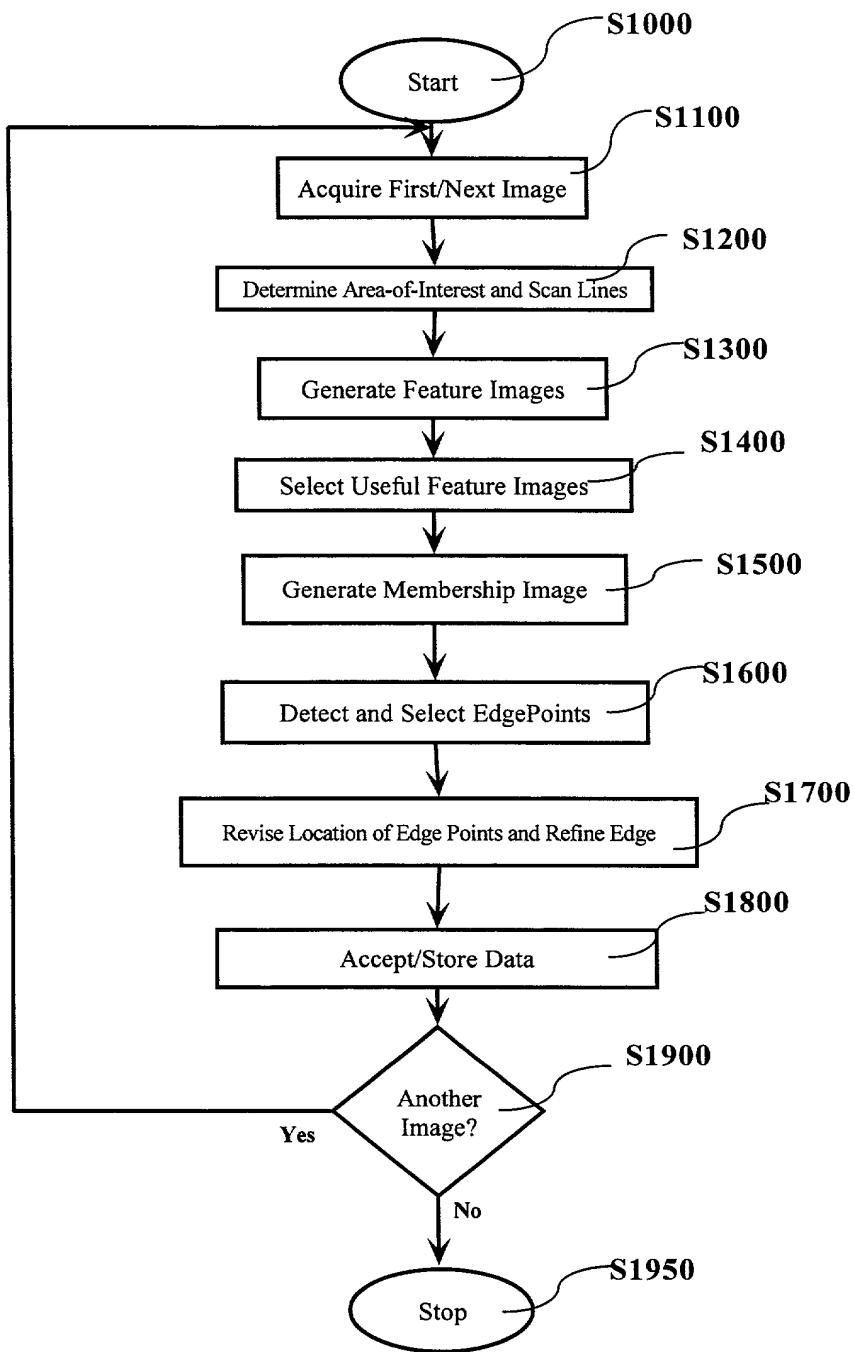 S1000
Start
S1100
Acquire First/Next Image
S1200
Determine Area-of-Interest and Scan Lines
S1300
Generate Feature Images
S1400
Select Useful Feature Images
S1500
Generate Membership Image
S1600
Detect and Select EdgePoints
S1700
Revise Location of Edge Points and Refine Edge
S1800
Accept/Store Data
S1900
Another
Image?
Yes
No
S1950
Stop